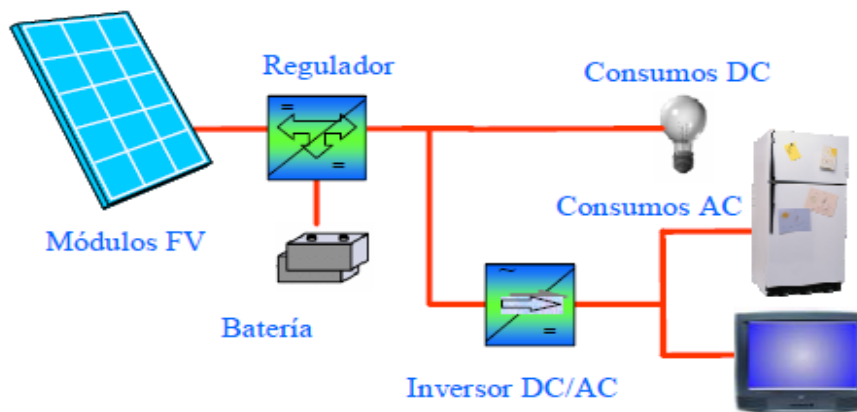 Regulador
Consumos DC
=
=
Consumos AC
Módulos FV
~
=
Batería
Inversor DC/AC